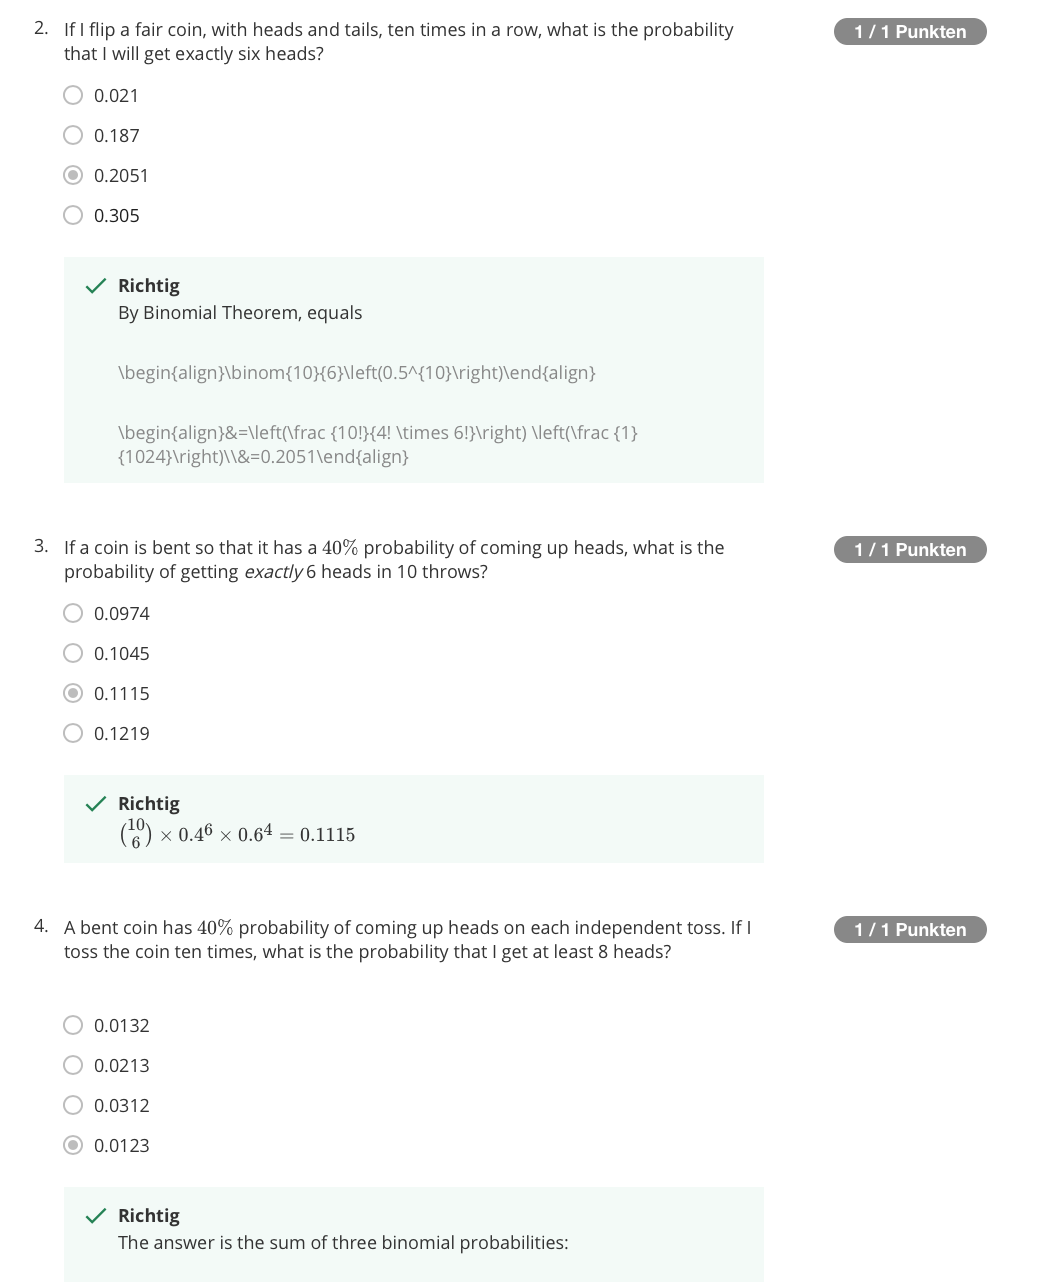 2. If I flip a fair coin, with heads and tails, ten times in a row, what is the probability
that I will get exactly six heads?
1 / 1 Punkten
0.021
0.187
0.2051
0.305
Richtig
By Binomial Theorem, equals
\begin{align}\binom{10}{6}\left(0.5^{10}\right)\end{align}
\begin{align}&=\left(\frac {10!}{4! \times 6!}\right) \left(\frac {1}
{1024}\right)\\&=0.2051\end{align}
3. If a coin is bent so that it has a 40% probability of coming up heads, what is the
probability of getting exactly 6 heads in 10 throws?
1 / 1 Punkten
0.0974
0.1045
0.1115
0.1219
Richtig
(10 6) × 0.4⁶ × 0.6⁴ = 0.1115
4. A bent coin has 40% probability of coming up heads on each independent toss. If I
toss the coin ten times, what is the probability that I get at least 8 heads?
1 / 1 Punkten
0.0132
0.0213
0.0312
0.0123
Richtig
The answer is the sum of three binomial probabilities: